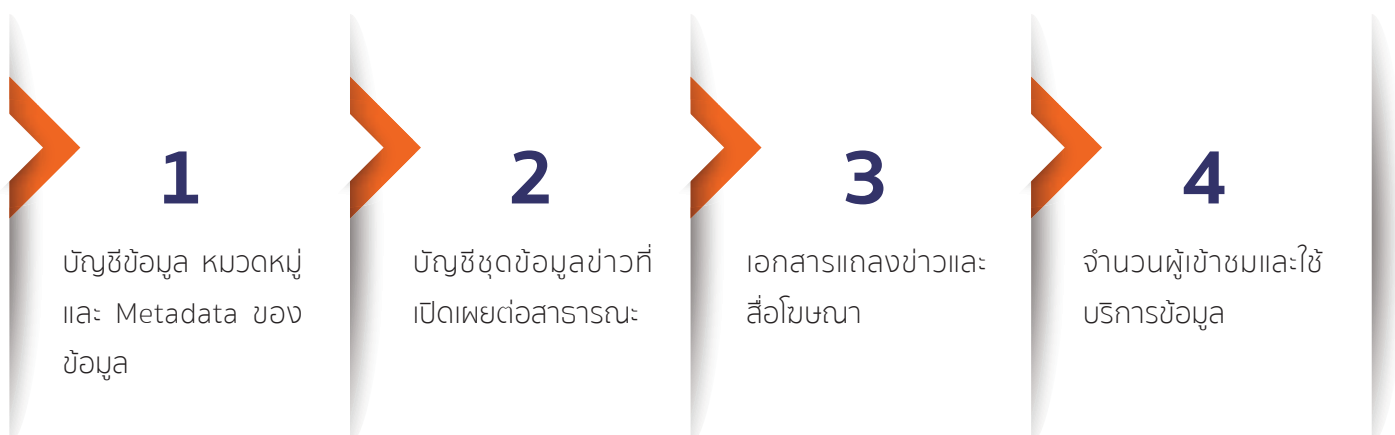 1
บัญชีข้อมูล หมวดหมู่
และ Metadata ของ
ข้อมูล
2
บัญชีชุดข้อมูลข่าวที่
เปิดเผยต่อสาธารณะ
3
เอกสารแถลงข่าวและ
สื่อโฆษณา
4
จำนวนผู้เข้าชมและใช้
บริการข้อมูล